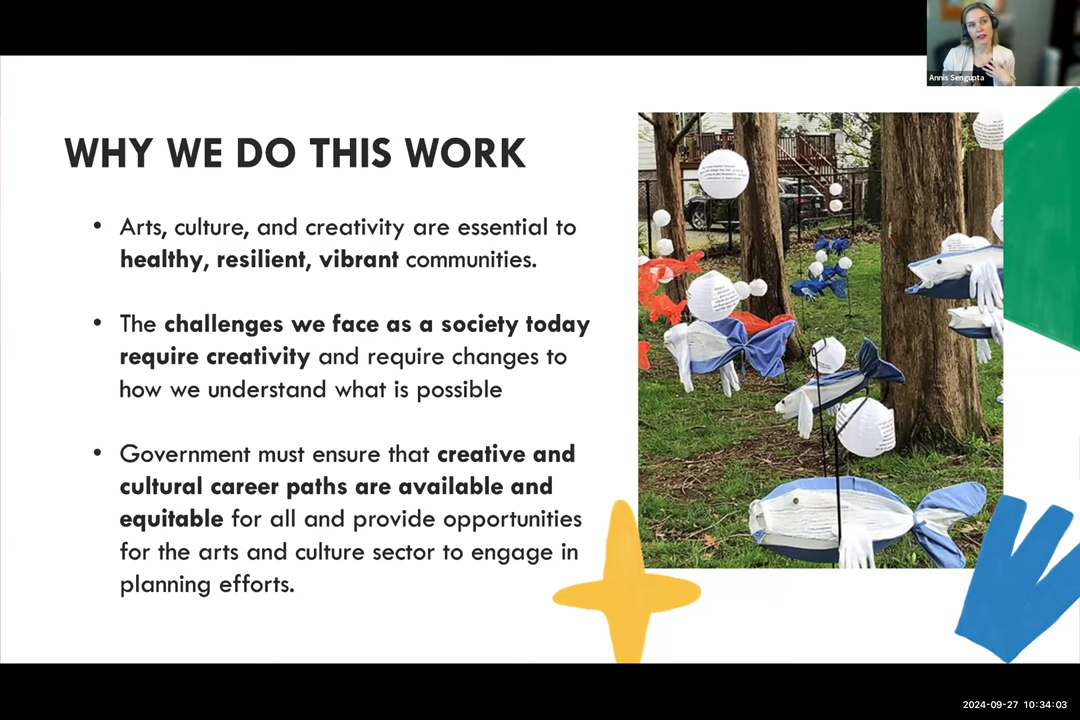 Annis Sengupta
WHY WE DO THIS WORK
• Arts, culture, and creativity are essential to
healthy, resilient, vibrant communities.
• The challenges we face as a society today
require creativity and require changes to
how we understand what is possible
• Government must ensure that creative and
cultural career paths are available and
equitable for all and provide opportunities
for the arts and culture sector to engage in
planning efforts.
2024-09-27 10:34:03